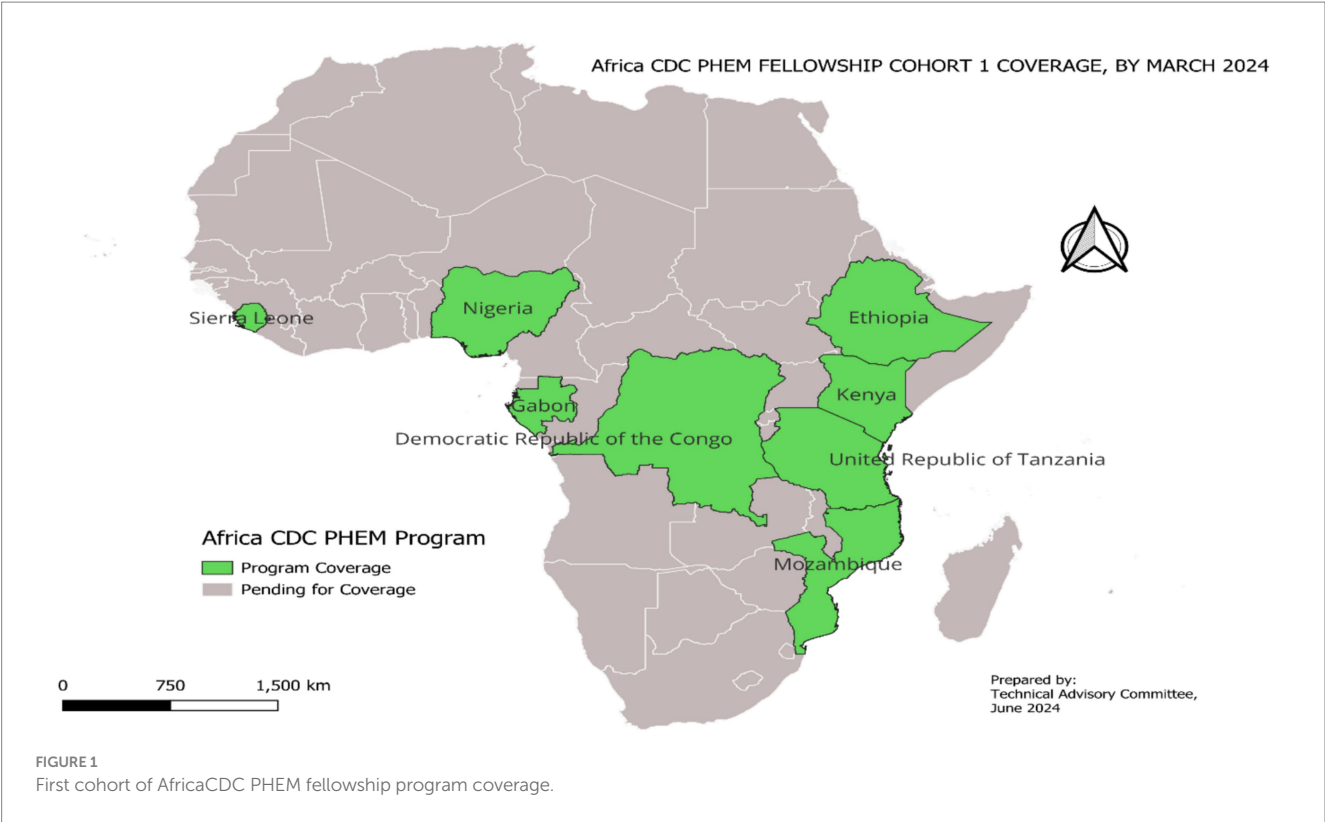 Africa CDC PHEM FELLOWSHIP COHORT 1 COVERAGE, BY MARCH 2024
Sierra Leone
Nigeria
Ethiopia
Gabon
Kenya
Democratic Republic of the Congo
United Republic of Tanzania
Mozambique
Africa CDC PHEM Program
Program Coverage
Pending for Coverage
0 750 1,500 km
Prepared by:
Technical Advisory Committee,
June 2024
FIGURE 1
First cohort of AfricaCDC PHEM fellowship program coverage.